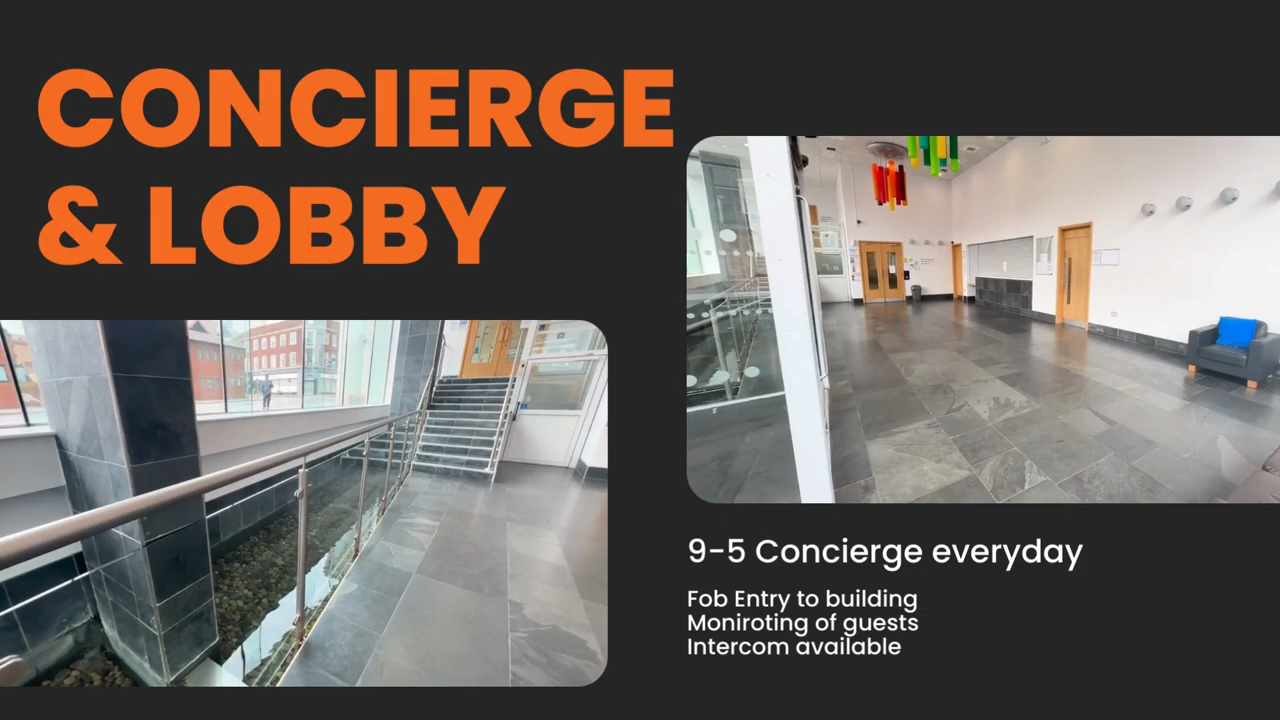 CONCIERGE
& LOBBY
9-5 Concierge everyday
Fob Entry to building
Moniroting of guests
Intercom available